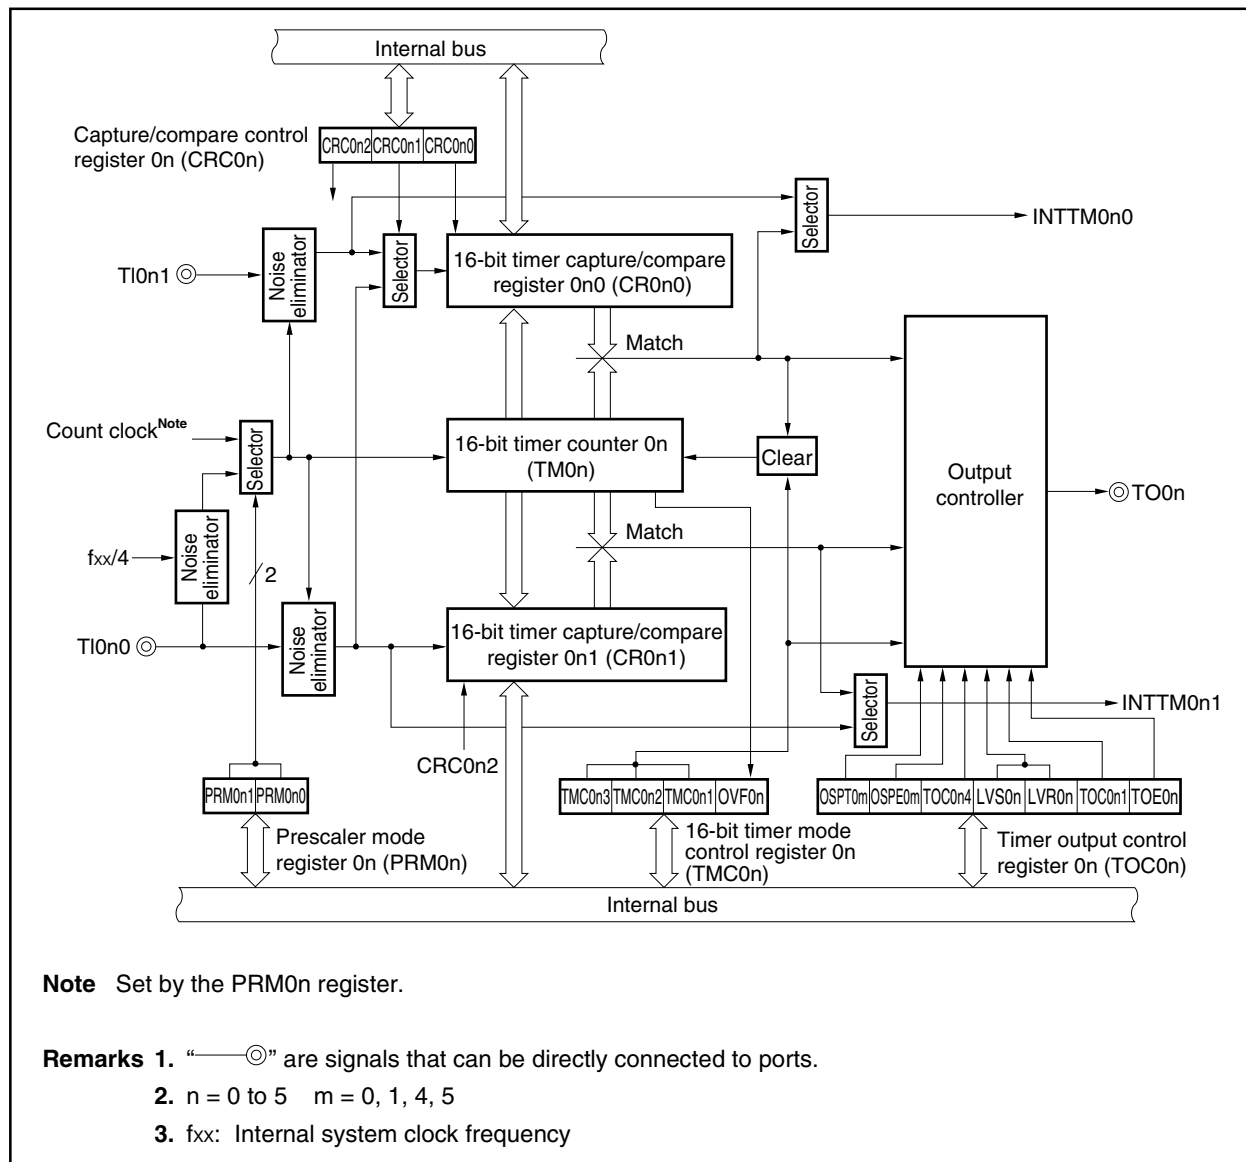 Internal bus
Capture/compare control
register 0n (CRC0n)
CRC0n2 CRC0n1 CRC0n0
Selector
INTTM0n0
TI0n1
Noise
eliminator
Selector
16-bit timer capture/compare
register 0n0 (CR0n0)
Match
Count clockNote
Selector
16-bit timer counter 0n
(TM0n)
Clear
Output
controller
TO0n
fxx/4
Noise
eliminator
2
Match
TI0n0
Noise
eliminator
16-bit timer capture/compare
register 0n1 (CR0n1)
Selector
INTTM0n1
CRC0n2
PRM0n1 PRM0n0
TMC0n3 TMC0n2 TMC0n1 OVF0n
OSPT0m OSPE0m TOC0n4 LVS0n LVR0n TOC0n1 TOE0n
Prescaler mode
register 0n (PRM0n)
16-bit timer mode
control register 0n
(TMC0n)
Timer output control
register 0n (TOC0n)
Internal bus
Note Set by the PRM0n register.
Remarks 1. “———◎” are signals that can be directly connected to ports.
2. n = 0 to 5 m = 0, 1, 4, 5
3. fxx: Internal system clock frequency